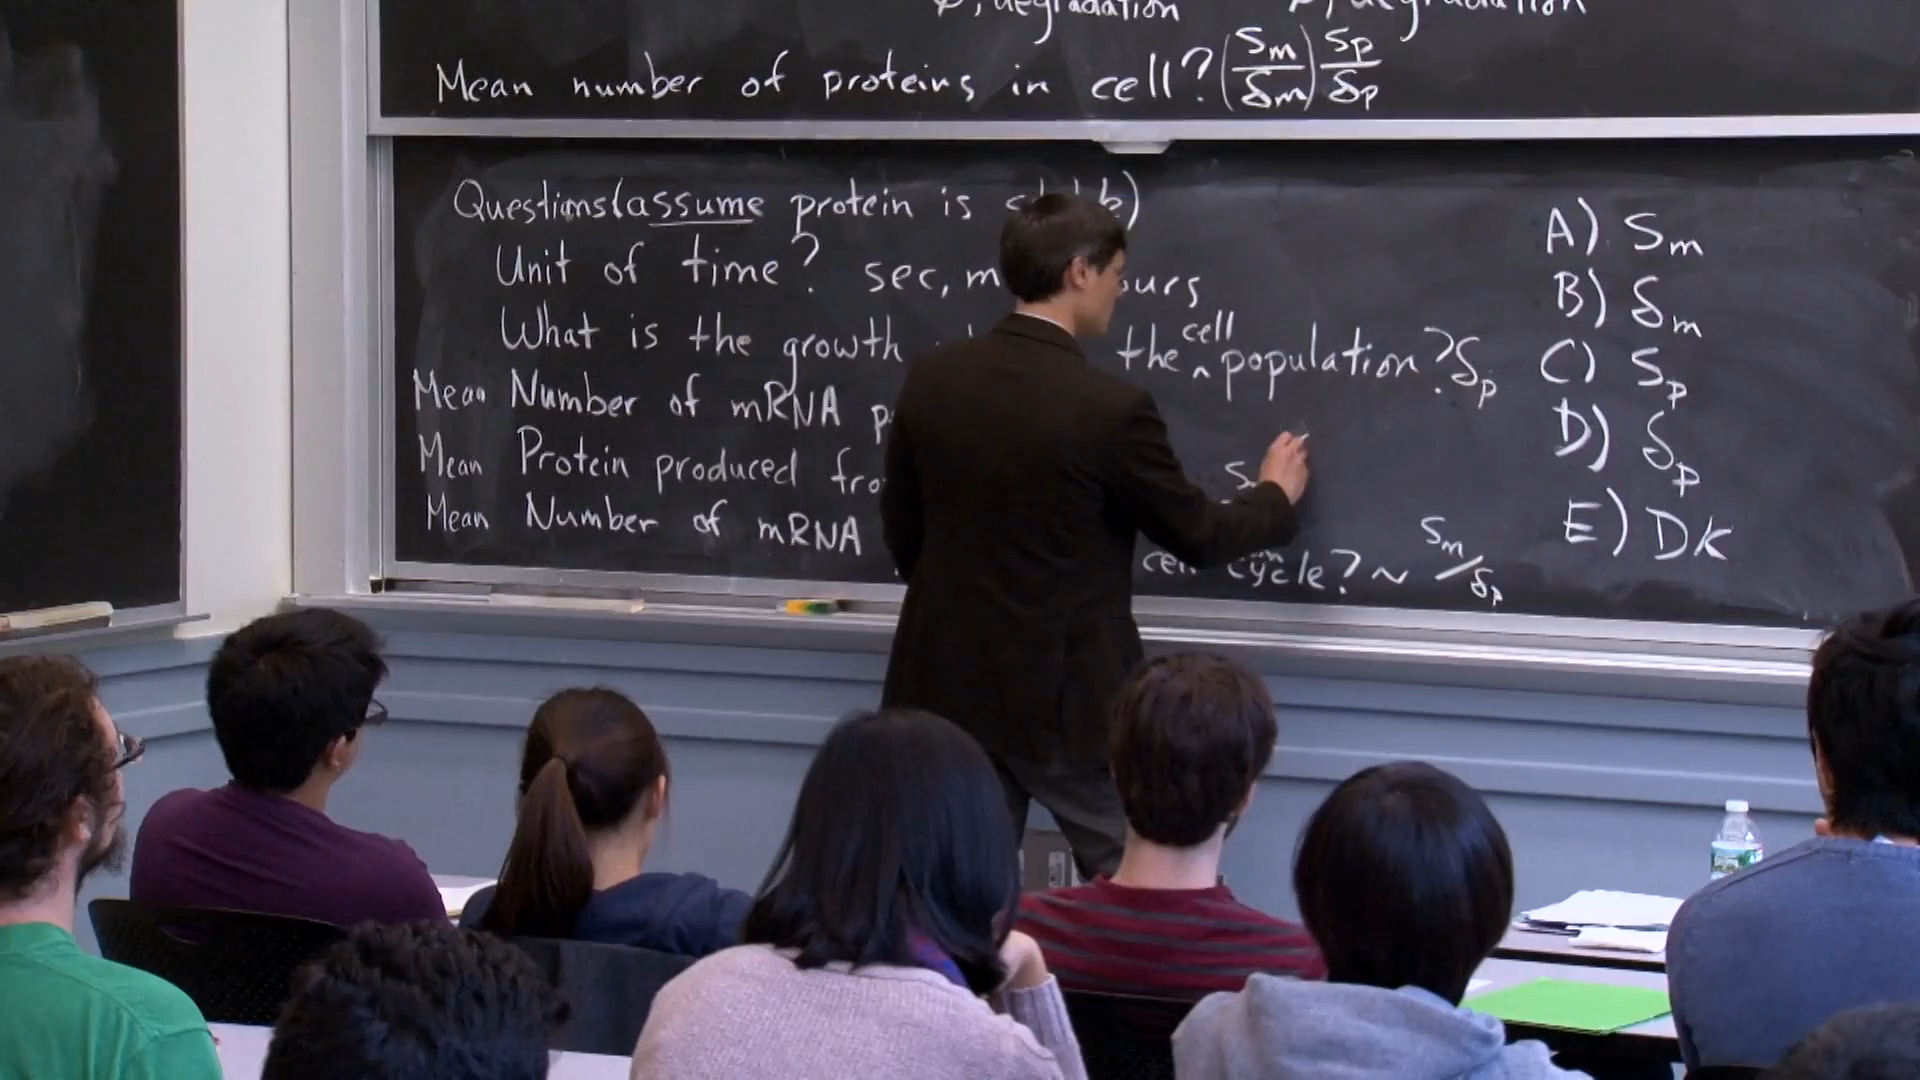 degradation degradation
Mean number of proteins in cell? (Sm/δm) Sp/δp
Questions (assume protein is
Unit of time? sec,
What is the growth the cell ^ population? δp
Mean Number of mRNA
Mean Protein produced
Mean Number of mRNA cell cycle? ~ Sm/δp
A) Sm
B) δm
C) Sp
D) δp
E) DK